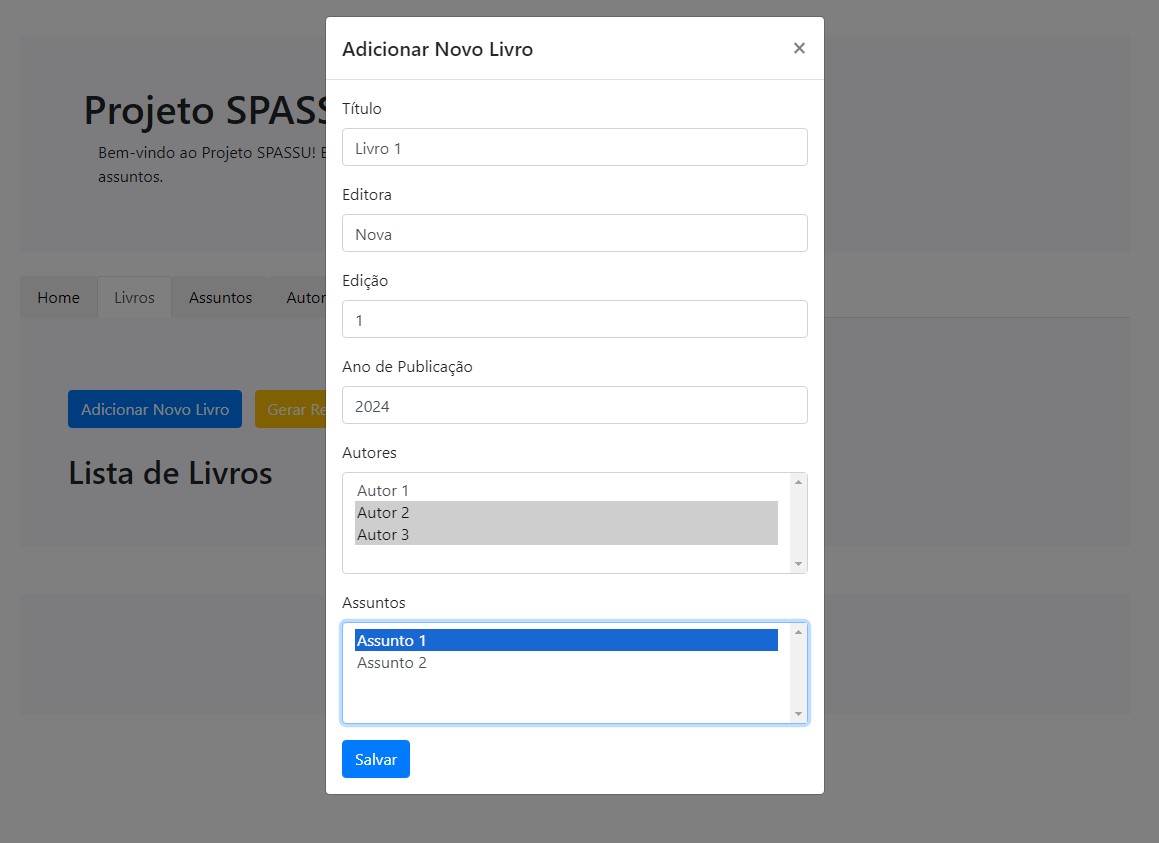 Adicionar Novo Livro ×
Projeto SPASS
Bem-vindo ao Projeto SPASSU!
assuntos.
Home Livros Assuntos
Adicionar Novo Livro Gerar
Lista de Livros
Título
Livro 1
Editora
Nova
Edição
1
Ano de Publicação
2024
Autores
Autor 1
Autor 2
Autor 3
Assuntos
Assunto 1
Assunto 2
Salvar